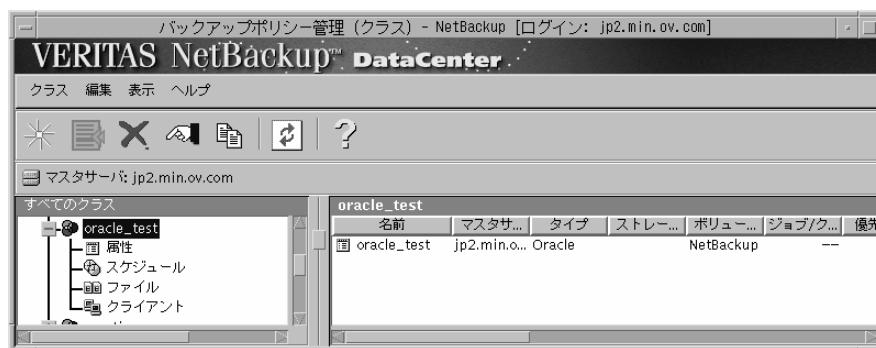 バックアップポリシー管理 (クラス) - NetBackup [ログイン: jp2.min.ov.com]
VERITAS NetBackup™ DataCenter
クラス 編集 表示 ヘルプ
マスタサーバ: jp2.min.ov.com
すべてのクラス
oracle_test
属性
スケジュール
ファイル
クライアント
oracle_test
名前 マスタサ... タイプ ストレー... ボリュー... ジョブ/ク... 優先
oracle_test jp2.min.o... Oracle NetBackup --